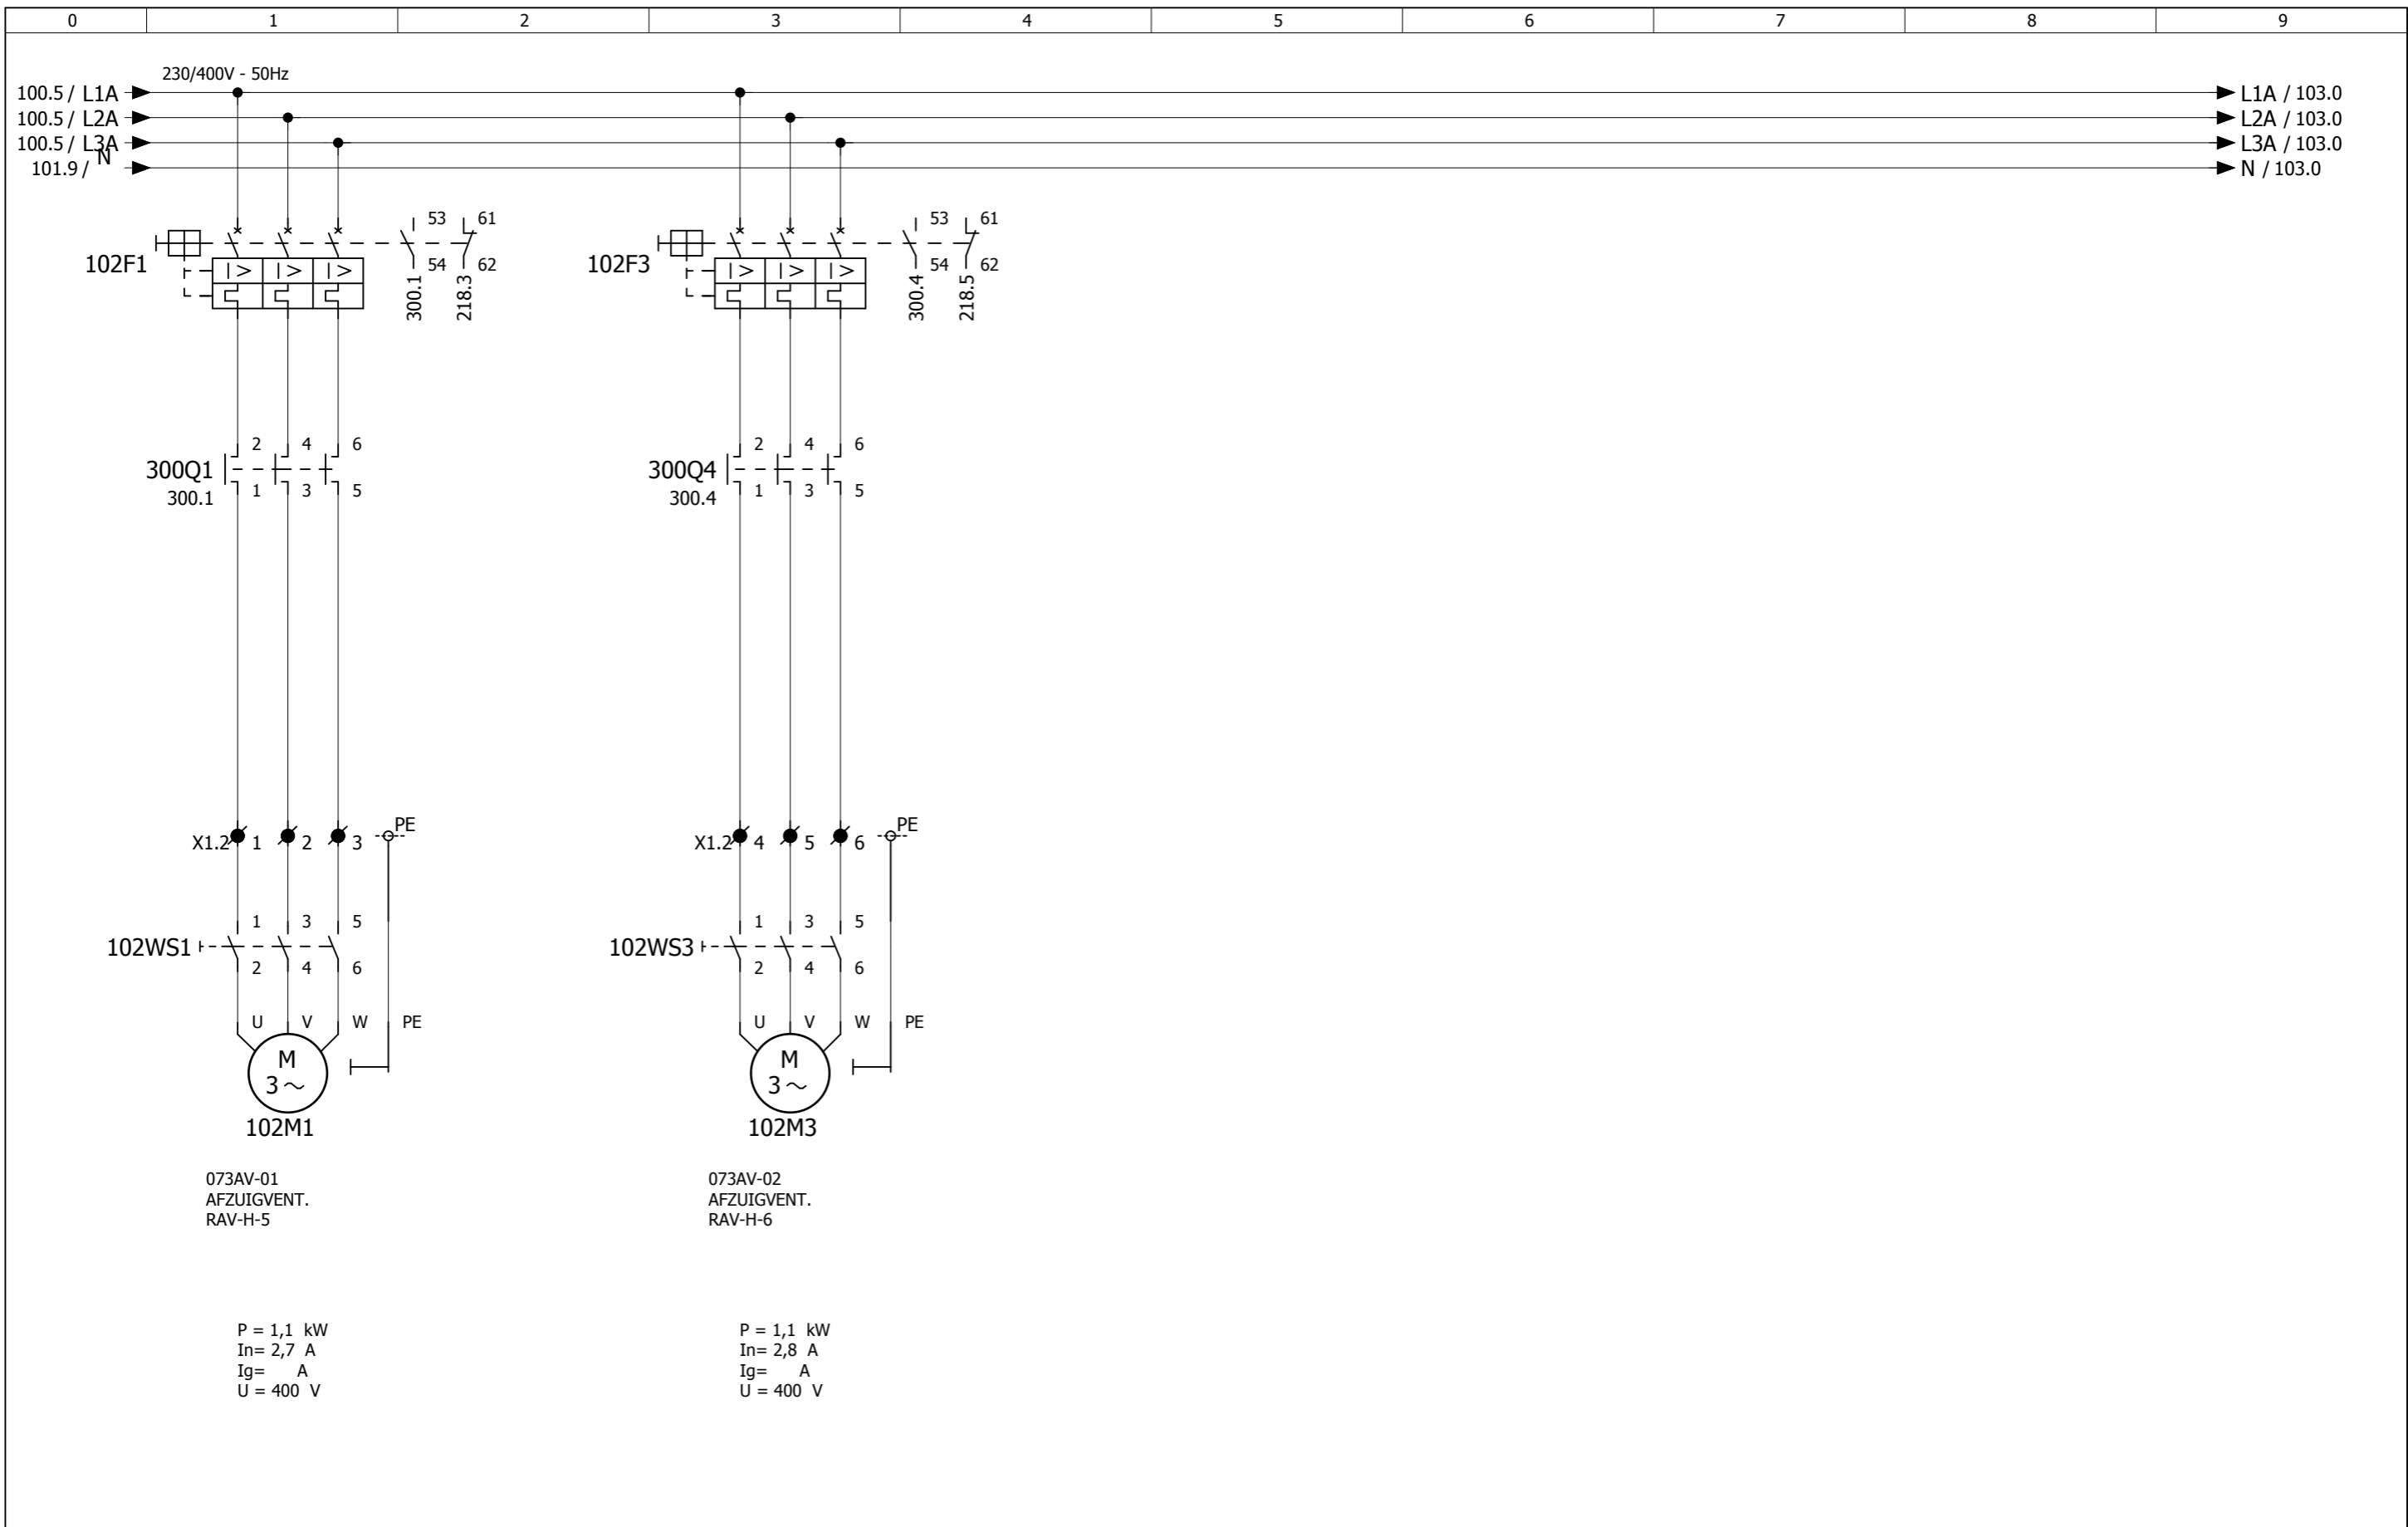 0 1 2 3 4 5 6 7 8 9
230/400V - 50Hz
100.5 / L1A L1A / 103.0
100.5 / L2A L2A / 103.0
100.5 / L3A L3A / 103.0
101.9 / N N / 103.0
53 61 53 61
102F1 54 62 102F3 54 62
I> I> I> I> I> I>
300.1 218.3 300.4 218.5
2 4 6 2 4 6
300Q1 300Q4
300.1 1 3 5 300.4 1 3 5
PE PE
X1.2 1 2 3 X1.2 4 5 6
1 3 5 1 3 5
102WS1 102WS3
2 4 6 2 4 6
U V W PE U V W PE
M M
3~ 3~
102M1 102M3
073AV-01
AFZUIGVENT.
RAV-H-5
073AV-02
AFZUIGVENT.
RAV-H-6
P = 1,1 kW
In= 2,7 A
Ig= A
U = 400 V
P = 1,1 kW
In= 2,8 A
Ig= A
U = 400 V